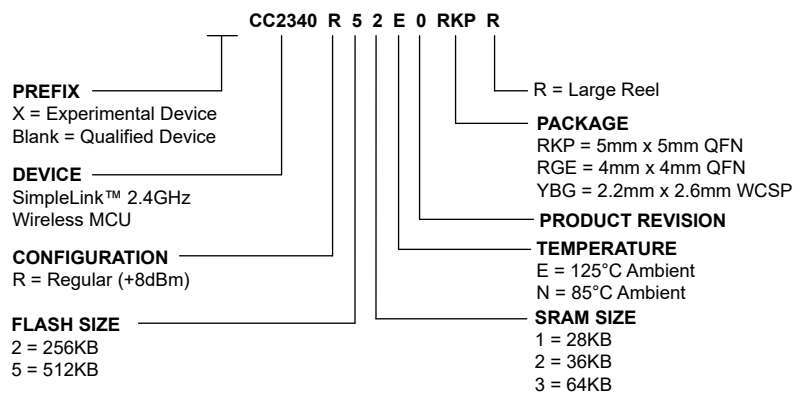 CC2340 R 5 2 E 0 RKP R
PREFIX
X = Experimental Device
Blank = Qualified Device
DEVICE
SimpleLink™ 2.4GHz
Wireless MCU
CONFIGURATION
R = Regular (+8dBm)
FLASH SIZE
2 = 256KB
5 = 512KB
R = Large Reel
PACKAGE
RKP = 5mm x 5mm QFN
RGE = 4mm x 4mm QFN
YBG = 2.2mm x 2.6mm WCSP
PRODUCT REVISION
TEMPERATURE
E = 125°C Ambient
N = 85°C Ambient
SRAM SIZE
1 = 28KB
2 = 36KB
3 = 64KB